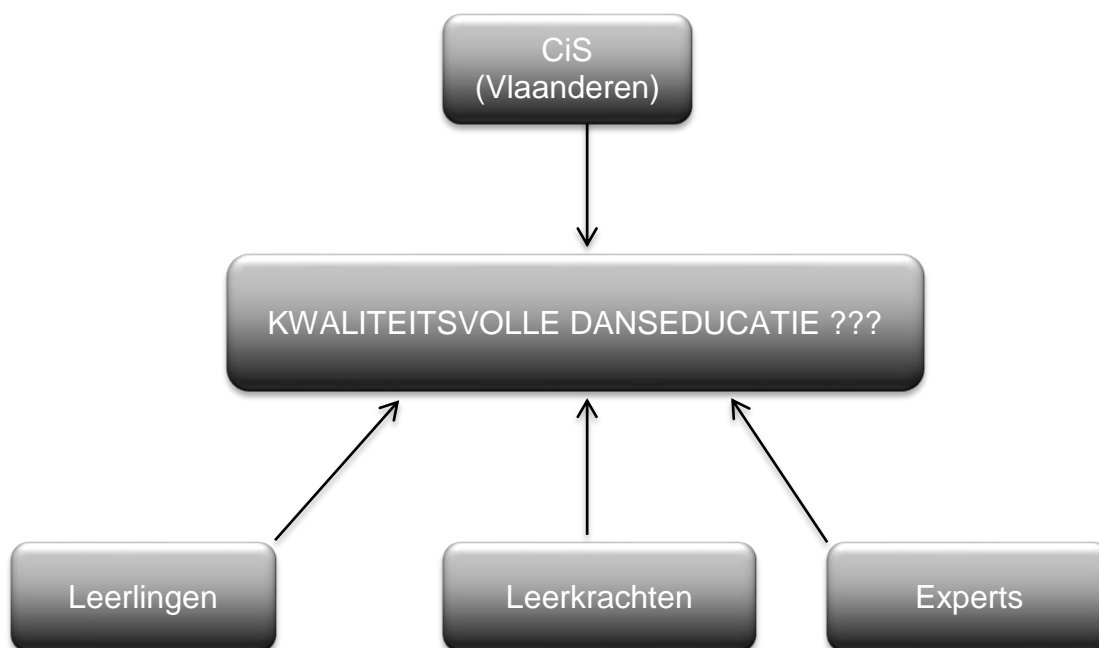 CiS
(Vlaanderen)
KWALITEITSVOLLE DANSEDUCATIE ???
Leerlingen
Leerkrachten
Experts